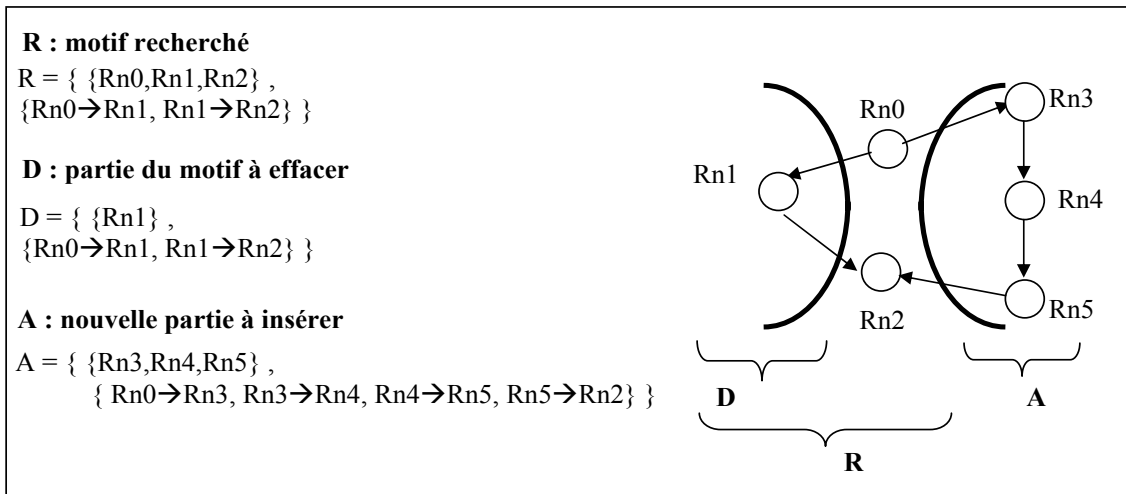 R : motif recherché
R = { {Rn0,Rn1,Rn2} ,
{Rn0→Rn1, Rn1→Rn2} }
D : partie du motif à effacer
D = { {Rn1} ,
{Rn0→Rn1, Rn1→Rn2} }
A : nouvelle partie à insérer
A = { {Rn3,Rn4,Rn5} ,
{ Rn0→Rn3, Rn3→Rn4, Rn4→Rn5, Rn5→Rn2} }
Rn3
Rn0
Rn1
Rn4
Rn2
Rn5
D
A
R